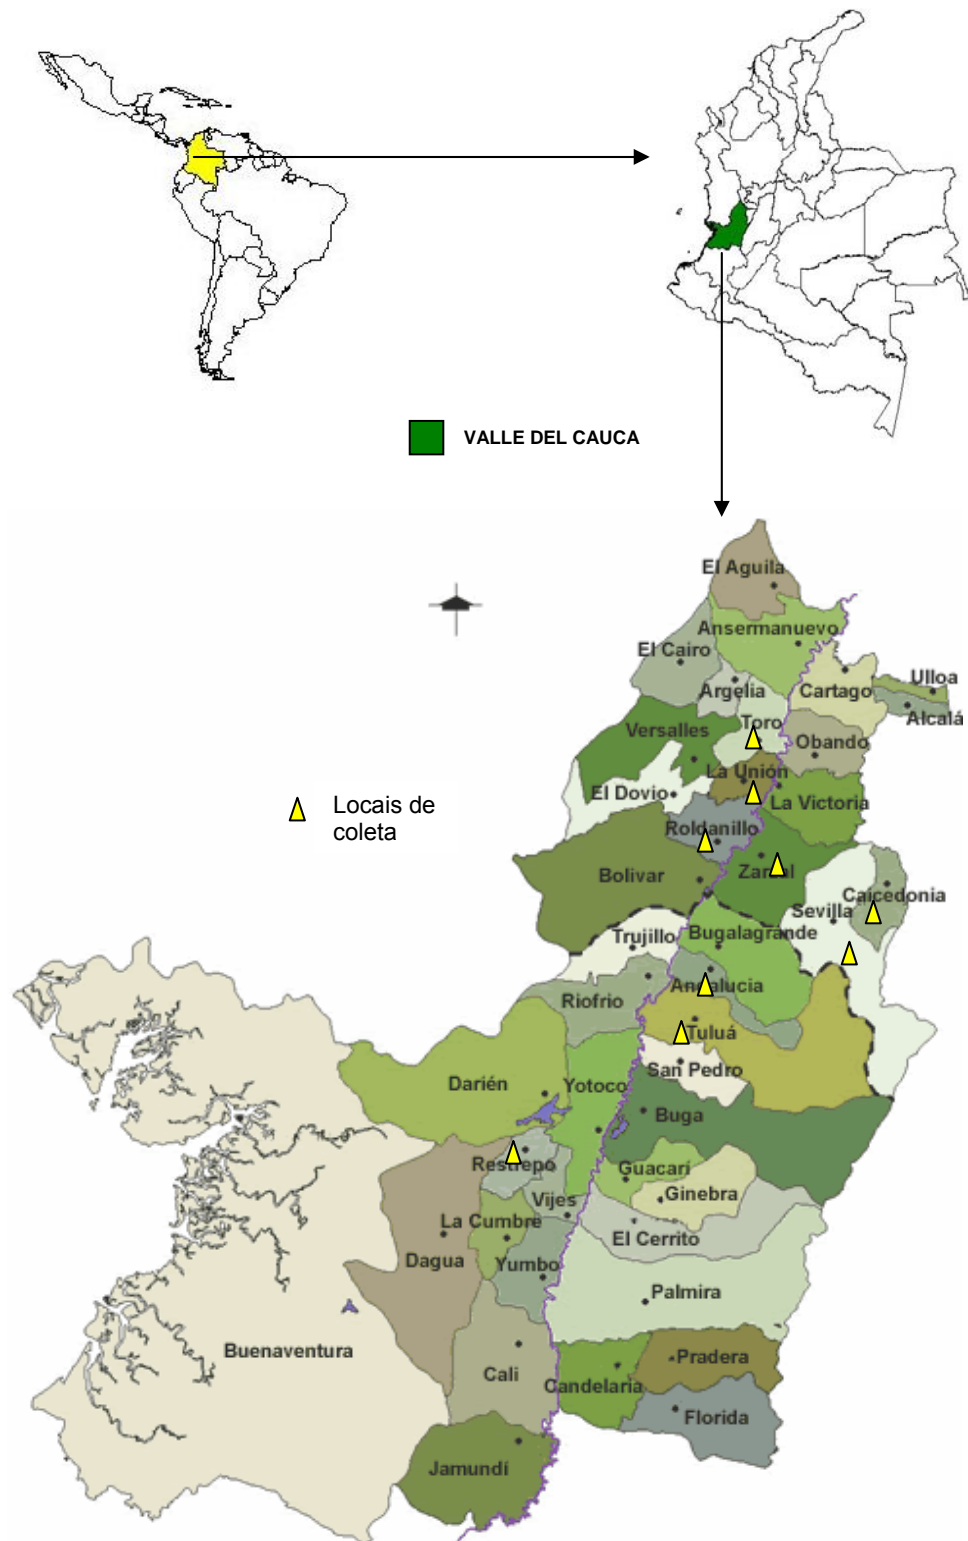 VALLE DEL CAUCA
El Aguila
Ansermanuevo
El Cairo
Argelia
Cartago
Ulloa
Alcalá
Toro
Versalles
Obando
La Unión
El Dovio
La Victoria
Locais de
coleta
Roldanillo
Zarzal
Bolivar
Caicedonia
Sevilla
Trujillo
Bugalagrande
Andalucia
Riofrio
Tuluá
San Pedro
Darién
Yotoco
Buga
Restrepo
Guacarí
Ginebra
Vijes
La Cumbre
El Cerrito
Dagua
Yumbo
Palmira
Buenaventura
Cali
Pradera
Candelaria
Florida
Jamundí